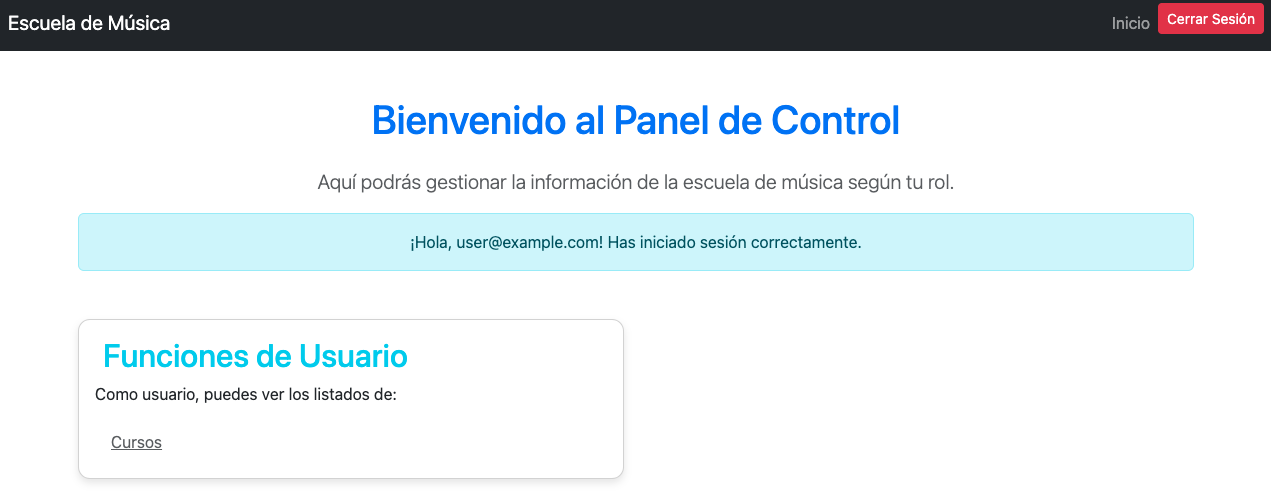 Escuela de Música
Inicio
Cerrar Sesión
Bienvenido al Panel de Control
Aquí podrás gestionar la información de la escuela de música según tu rol.
¡Hola, user@example.com! Has iniciado sesión correctamente.
Funciones de Usuario
Como usuario, puedes ver los listados de:
Cursos